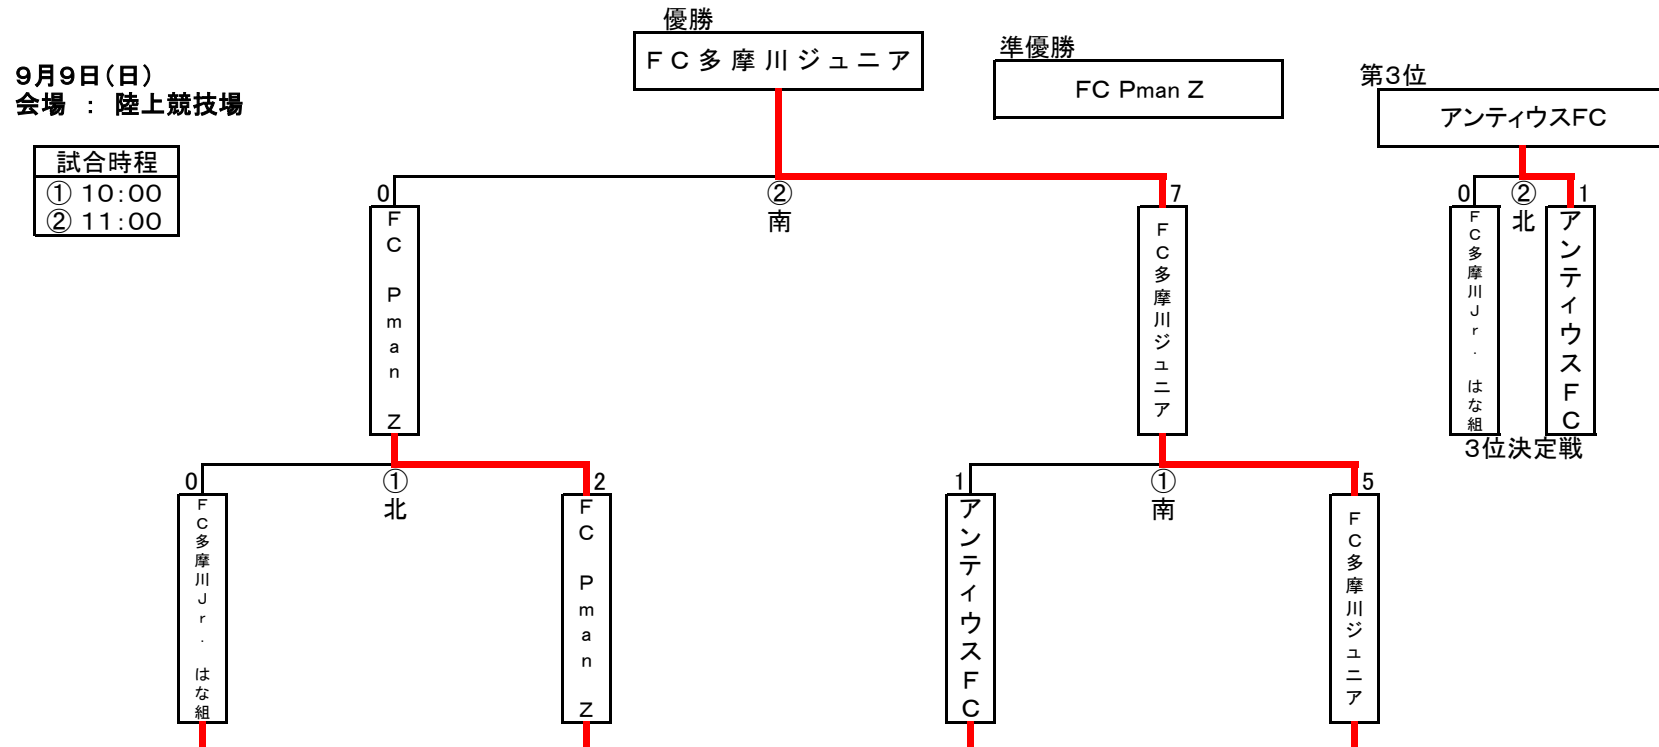 優勝
ＦＣ多摩川ジュニア
準優勝
FC Pman Z
第３位
アンティウスFC
9月9日(日)
会場 ： 陸上競技場
試合時程
① 10:00
② 11:00
0
②
南
7
0
②
北
1
FC Pman Z
ＦＣ多摩川ジュニア
ＦＣ多摩川Ｊｒ． はな組
アンティウスＦＣ
3位決定戦
0
①
北
2
1
①
南
5
ＦＣ多摩川Ｊｒ． はな組
FC Pman Z
アンティウスＦＣ
ＦＣ多摩川ジュニア